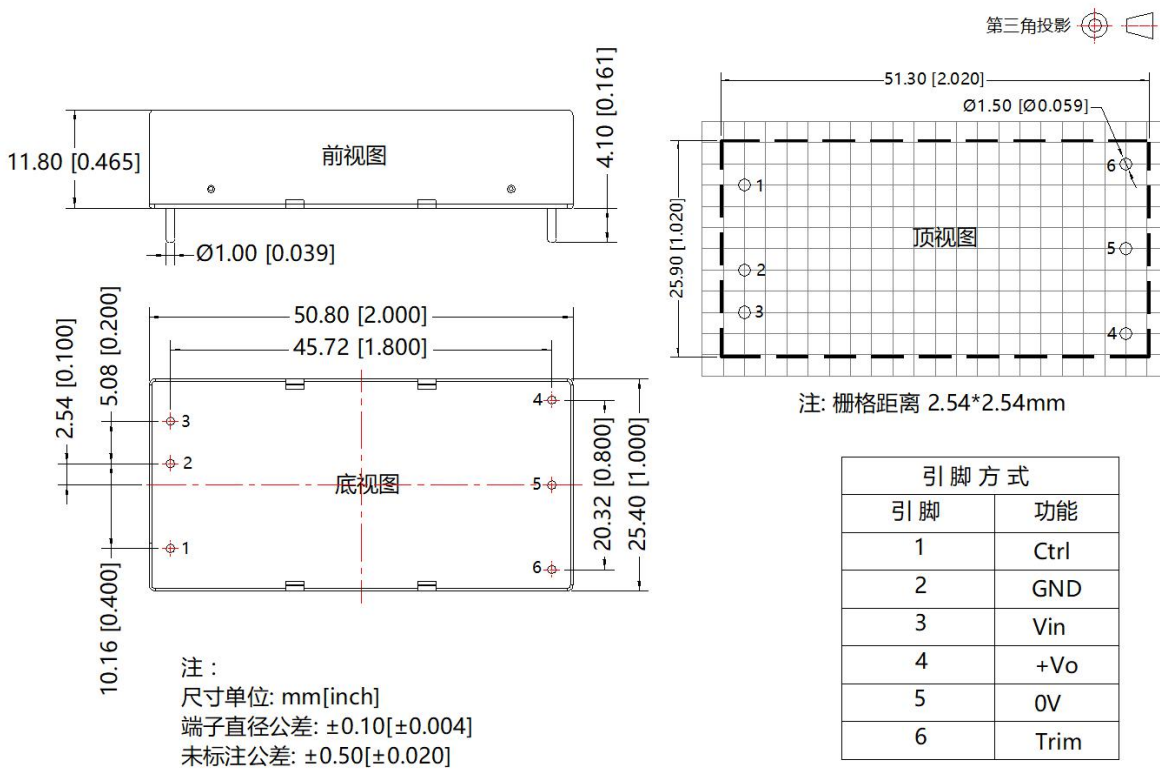 第三角投影
11.80 [0.465]
前视图
4.10 [0.161]
Ø1.00 [0.039]
51.30 [2.020]
Ø1.50 [Ø0.059]
25.90 [1.020]
1
2
3
顶视图
6
5
4
注: 栅格距离 2.54*2.54mm
50.80 [2.000]
45.72 [1.800]
2.54 [0.100]
5.08 [0.200]
10.16 [0.400]
3
2
1
底视图
4
5
6
20.32 [0.800]
25.40 [1.000]
注 :
尺寸单位: mm[inch]
端子直径公差: ±0.10[±0.004]
未标注公差: ±0.50[±0.020]
引 脚 方 式
引 脚 功能
1 Ctrl
2 GND
3 Vin
4 +Vo
5 0V
6 Trim